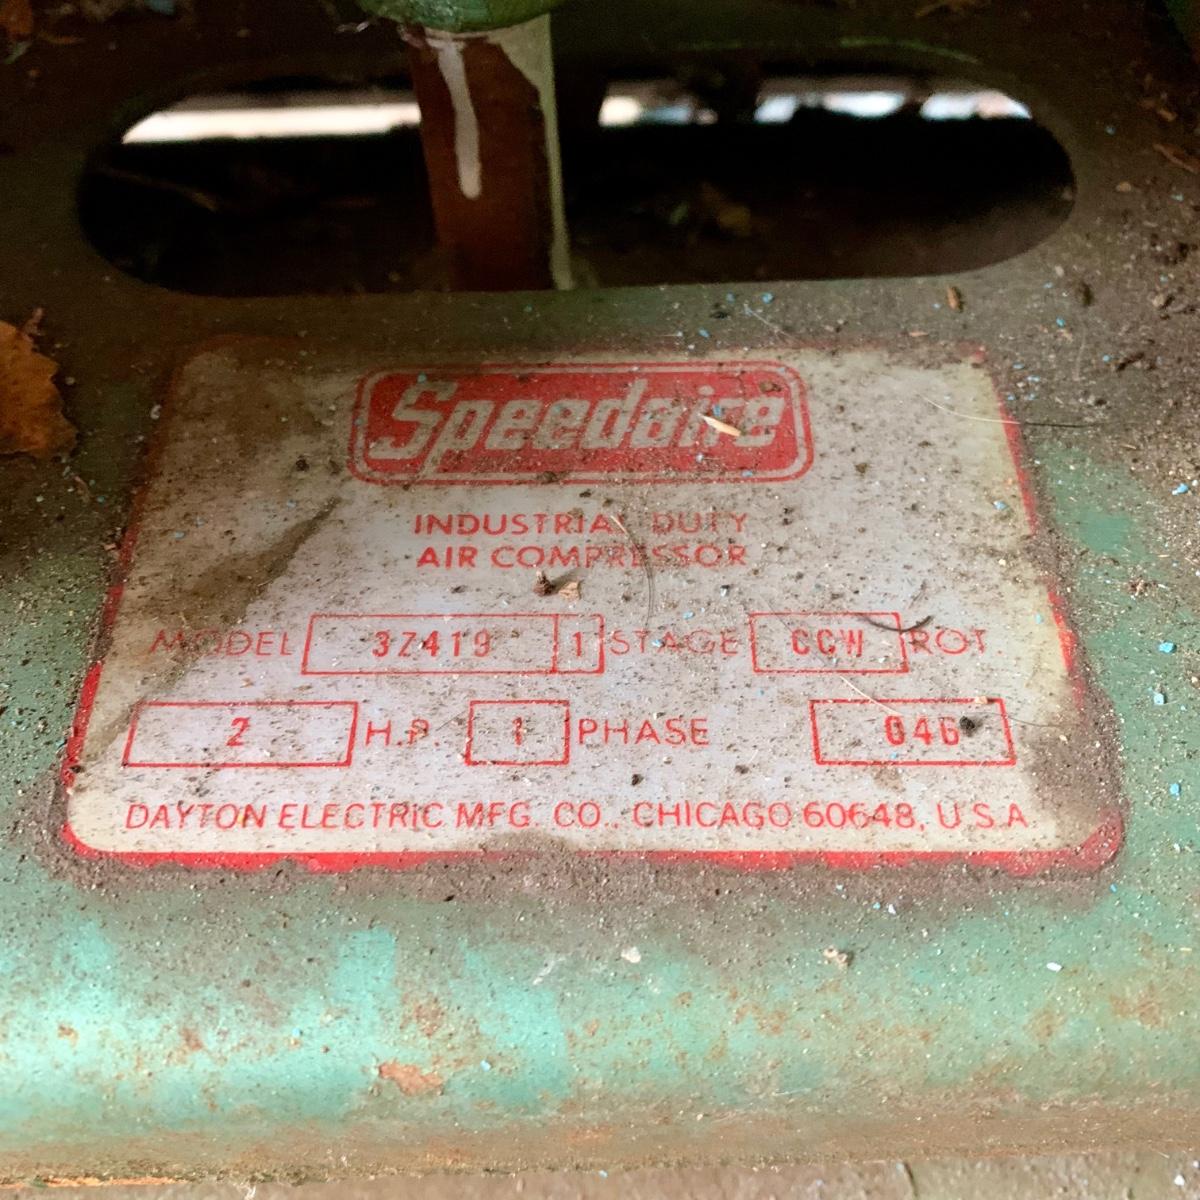 Speedaire
INDUSTRIAL DUTY
AIR COMPRESSOR
MODEL 3Z419 1 STAGE CCW ROT.
2 H.P. 1 PHASE 046
DAYTON ELECTRIC MFG. CO., CHICAGO 60648, U.S.A.